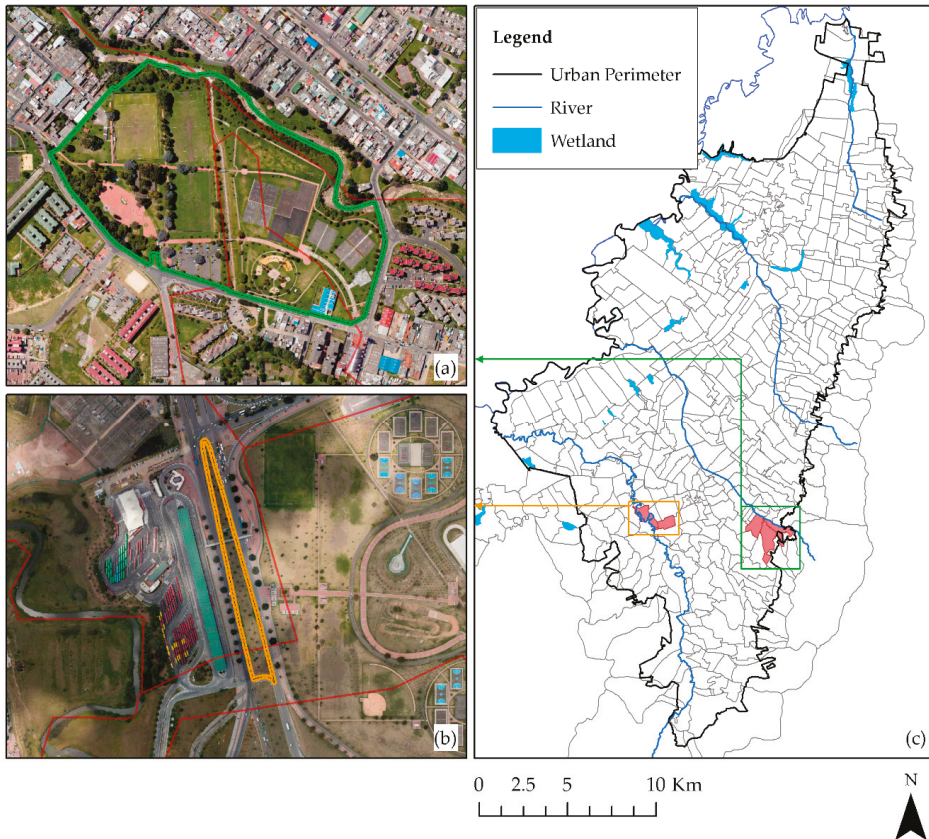 (a)
(b)
Legend
Urban Perimeter
River
Wetland
(c)
0 2.5 5 10 Km
N